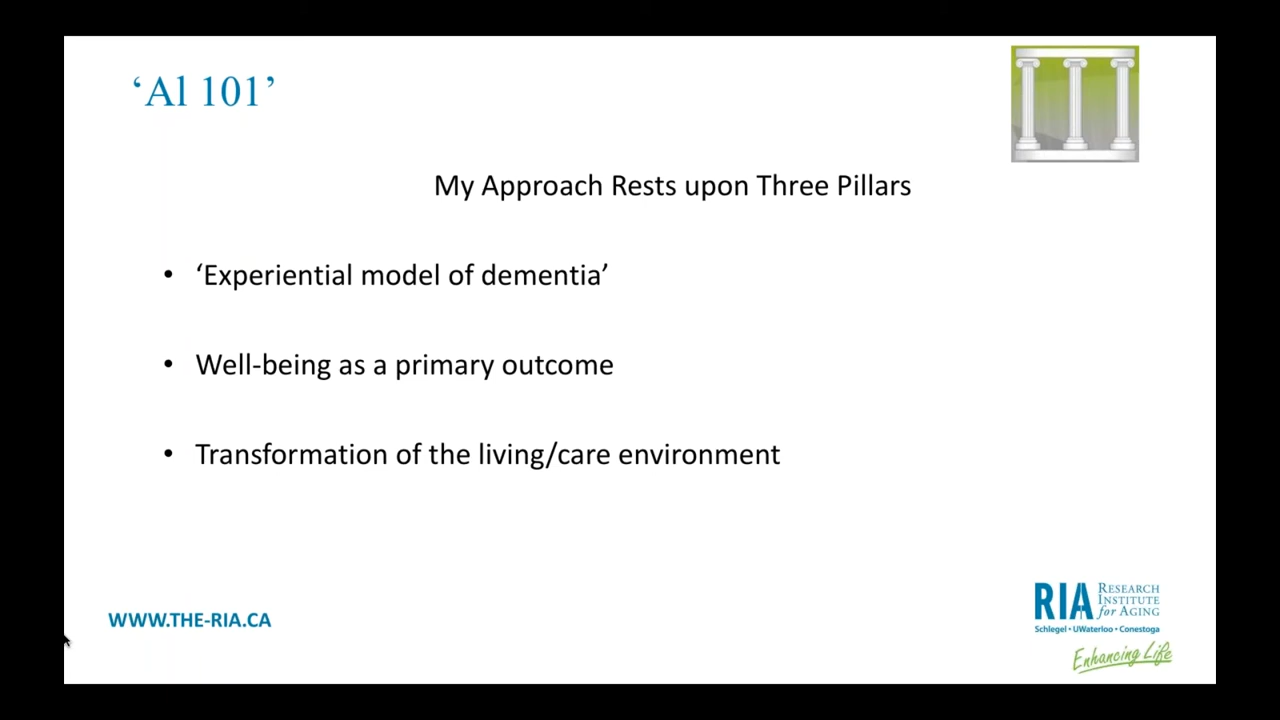 ‘Al 101’
My Approach Rests upon Three Pillars
• ‘Experiential model of dementia’
• Well-being as a primary outcome
• Transformation of the living/care environment
WWW.THE-RIA.CA
RIA RESEARCH
INSTITUTE
for AGING
Schlegel • UWaterloo • Conestoga
Enhancing Life